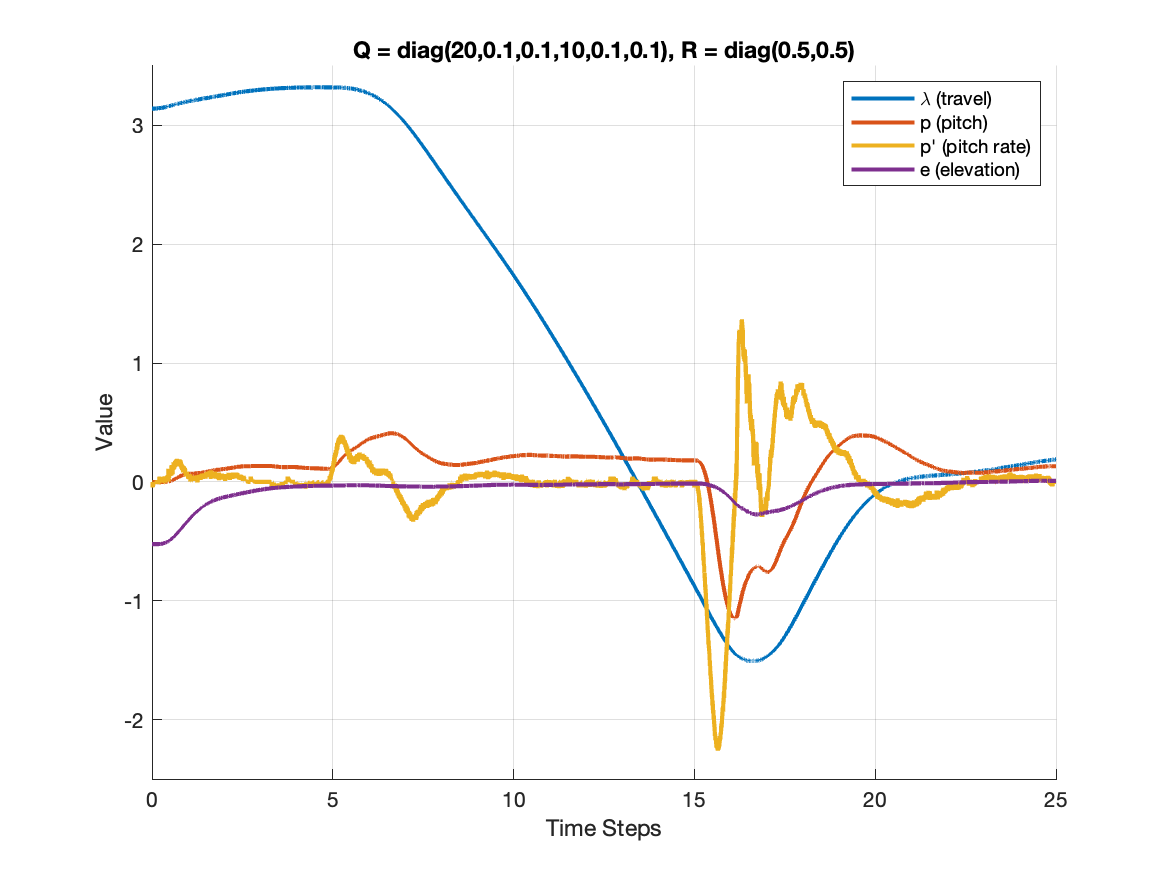 Q = diag(20,0.1,0.1,10,0.1,0.1), R = diag(0.5,0.5)
λ (travel)
p (pitch)
p' (pitch rate)
e (elevation)
3
2
1
0
-1
-2
Value
0 5 10 15 20 25
Time Steps